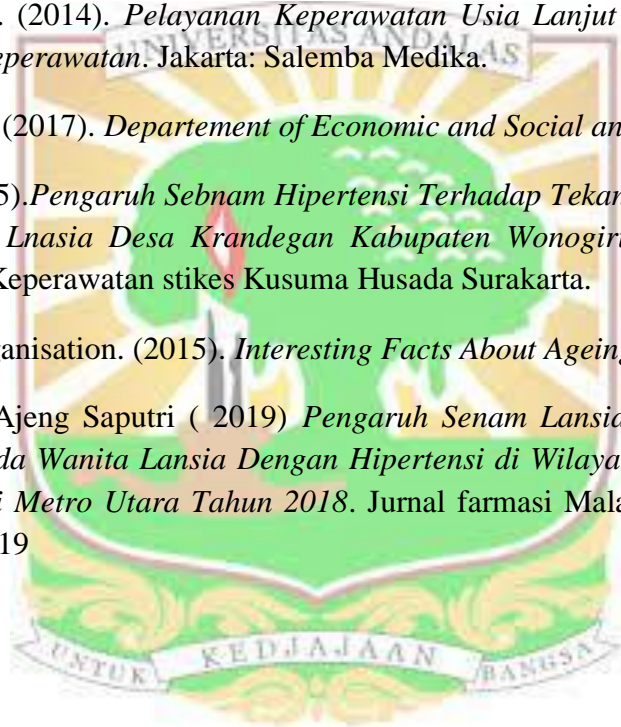 . (2014). Pelayanan Keperawatan Usia Lanjut
UNIVERSITAS ANDALAS
eperawatan. Jakarta: Salemba Medika.
(2017). Departement of Economic and Social an
5).Pengaruh Sebnam Hipertensi Terhadap Tekan
Lnasia Desa Krandegan Kabupaten Wonogir
Keperawatan stikes Kusuma Husada Surakarta.
ganisation. (2015). Interesting Facts About Ageing
Ajeng Saputri ( 2019) Pengaruh Senam Lansia
da Wanita Lansia Dengan Hipertensi di Wilaya
i Metro Utara Tahun 2018. Jurnal farmasi Mala
19
UNTUK KEDJAJAAN BANGSA